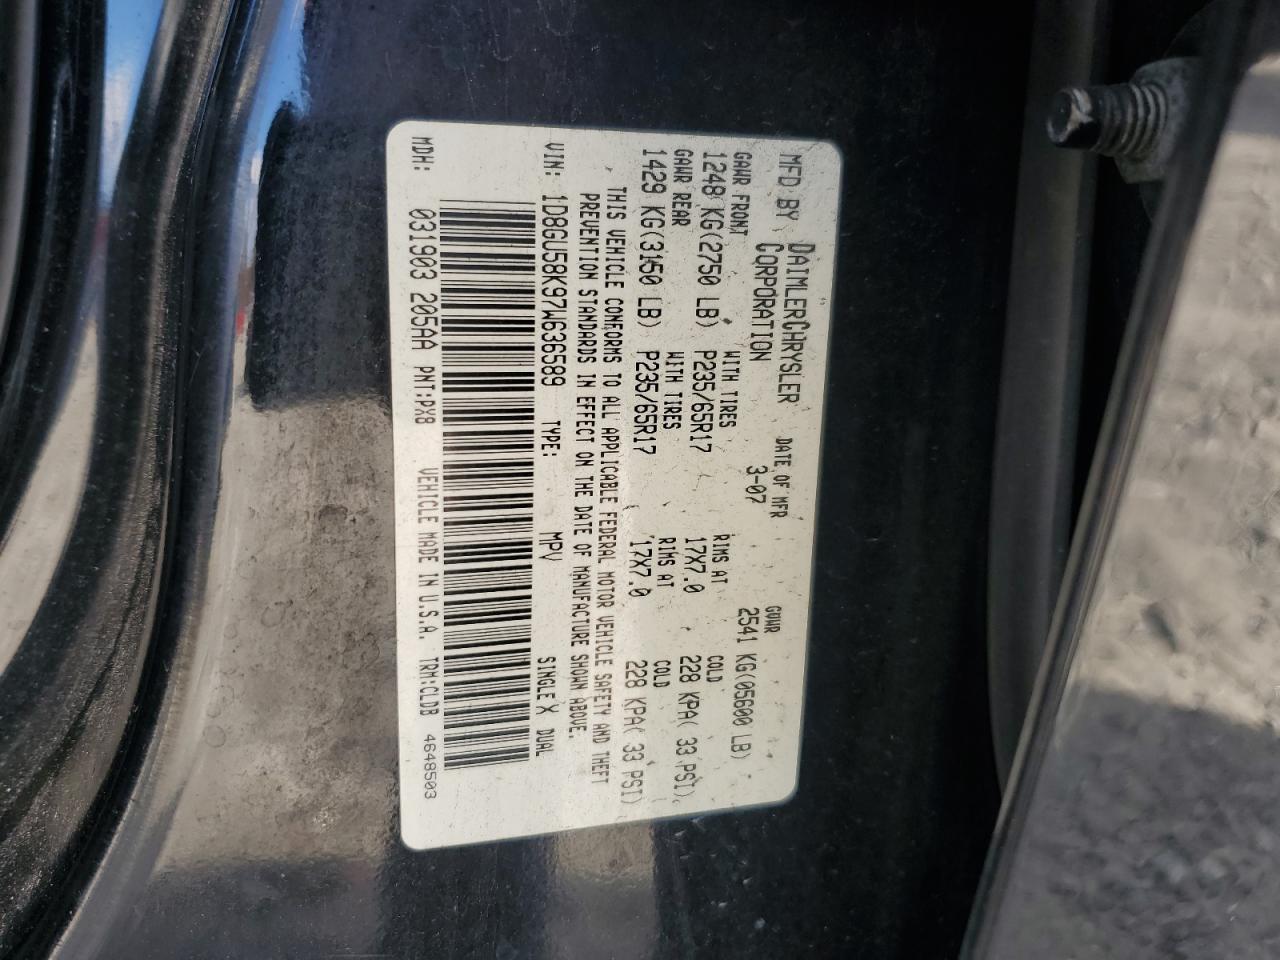 MFD BY DAIMLERCHRYSLER CORPORATION
DATE OF MFR 3-07
GVWR 2541 KG(05600 LB)
GAWR FRONT WITH TIRES RIMS AT COLD
1248 KG(2750 LB) P235/65R17 17X7.0 228 KPA( 33 PSI)
GAWR REAR WITH TIRES RIMS AT COLD
1429 KG(3150 LB) P235/65R17 17X7.0 228 KPA( 33 PSI)
THIS VEHICLE CONFORMS TO ALL APPLICABLE FEDERAL MOTOR VEHICLE SAFETY AND THEFT
PREVENTION STANDARDS IN EFFECT ON THE DATE OF MANUFACTURE SHOWN ABOVE.
VIN: 1D8GU58K97W636589 TYPE: MPV SINGLE X DUAL
MDH: 031903 205AA PNT:PX8 VEHICLE MADE IN U.S.A. TRM:CLDB 4648503